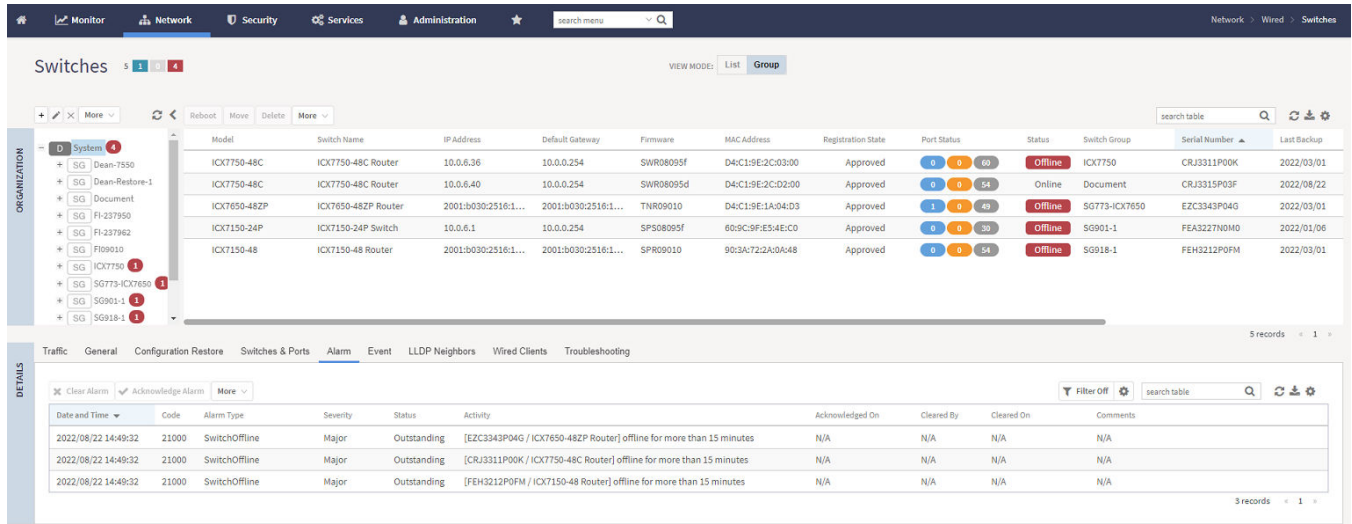 Monitor Network Security Services Administration search menu Network > Wired > Switches
Switches 5 1 0 4 VIEW MODE: List Group
+ More Reboot Move Delete More search table
ORGANIZATION
D System 4
+ SG Dean-7550
+ SG Dean-Restore-1
+ SG Document
+ SG FI-237950
+ SG FI-237962
+ SG FI09010
+ SG ICX7750 1
+ SG SG773-ICX7650 1
+ SG SG901-1 1
+ SG SG918-1 1
Model Switch Name IP Address Default Gateway Firmware MAC Address Registration State Port Status Status Switch Group Serial Number Last Backup
ICX7750-48C ICX7750-48C Router 10.0.6.36 10.0.0.254 SWR08095f D4:C1:9E:2C:03:00 Approved 0 0 60 Offline ICX7750 CRJ3311P00K 2022/03/01
ICX7750-48C ICX7750-48C Router 10.0.6.40 10.0.0.254 SWR08095d D4:C1:9E:2C:D2:00 Approved 0 0 54 Online Document CRJ3315P03F 2022/08/22
ICX7650-48ZP ICX7650-48ZP Router 2001:b030:2516:1... 2001:b030:2516:1... TNR09010 D4:C1:9E:1A:04:D3 Approved 1 0 49 Offline SG773-ICX7650 EZC3343P04G 2022/03/01
ICX7150-24P ICX7150-24P Switch 10.0.6.1 10.0.0.254 SPS08095f 60:9C:9F:E5:4E:C0 Approved 0 0 30 Offline SG901-1 FEA3227N0M0 2022/01/06
ICX7150-48 ICX7150-48 Router 2001:b030:2516:1... 2001:b030:2516:1... SPR09010 90:3A:72:2A:0A:48 Approved 0 0 54 Offline SG918-1 FEH3212P0FM 2022/03/01
5 records « 1 »
DETAILS
Traffic General Configuration Restore Switches & Ports Alarm Event LLDP Neighbors Wired Clients Troubleshooting
Clear Alarm Acknowledge Alarm More Filter Off search table
Date and Time Code Alarm Type Severity Status Activity Acknowledged On Cleared By Cleared On Comments
2022/08/22 14:49:32 21000 SwitchOffline Major Outstanding [EZC3343P04G / ICX7650-48ZP Router] offline for more than 15 minutes N/A N/A N/A N/A
2022/08/22 14:49:32 21000 SwitchOffline Major Outstanding [CRJ3311P00K / ICX7750-48C Router] offline for more than 15 minutes N/A N/A N/A N/A
2022/08/22 14:49:32 21000 SwitchOffline Major Outstanding [FEH3212P0FM / ICX7150-48 Router] offline for more than 15 minutes N/A N/A N/A N/A
3 records « 1 »